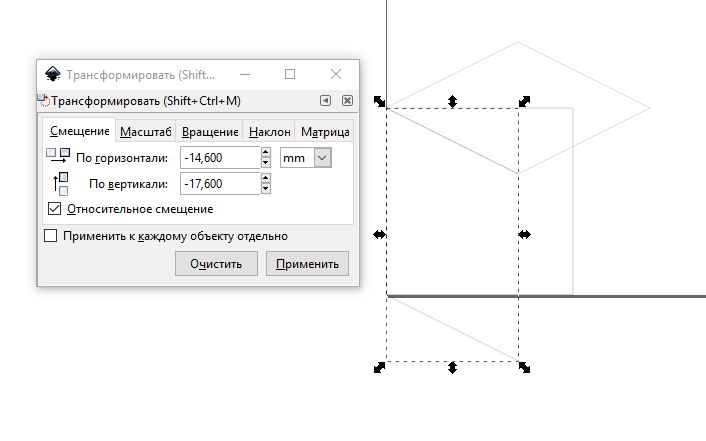 Трансформировать (Shift...
Трансформировать (Shift+Ctrl+M)
Смещение Масштаб Вращение Наклон Матрица
По горизонтали: -14,600 mm
По вертикали: -17,600
Относительное смещение
Применить к каждому объекту отдельно
Очистить Применить